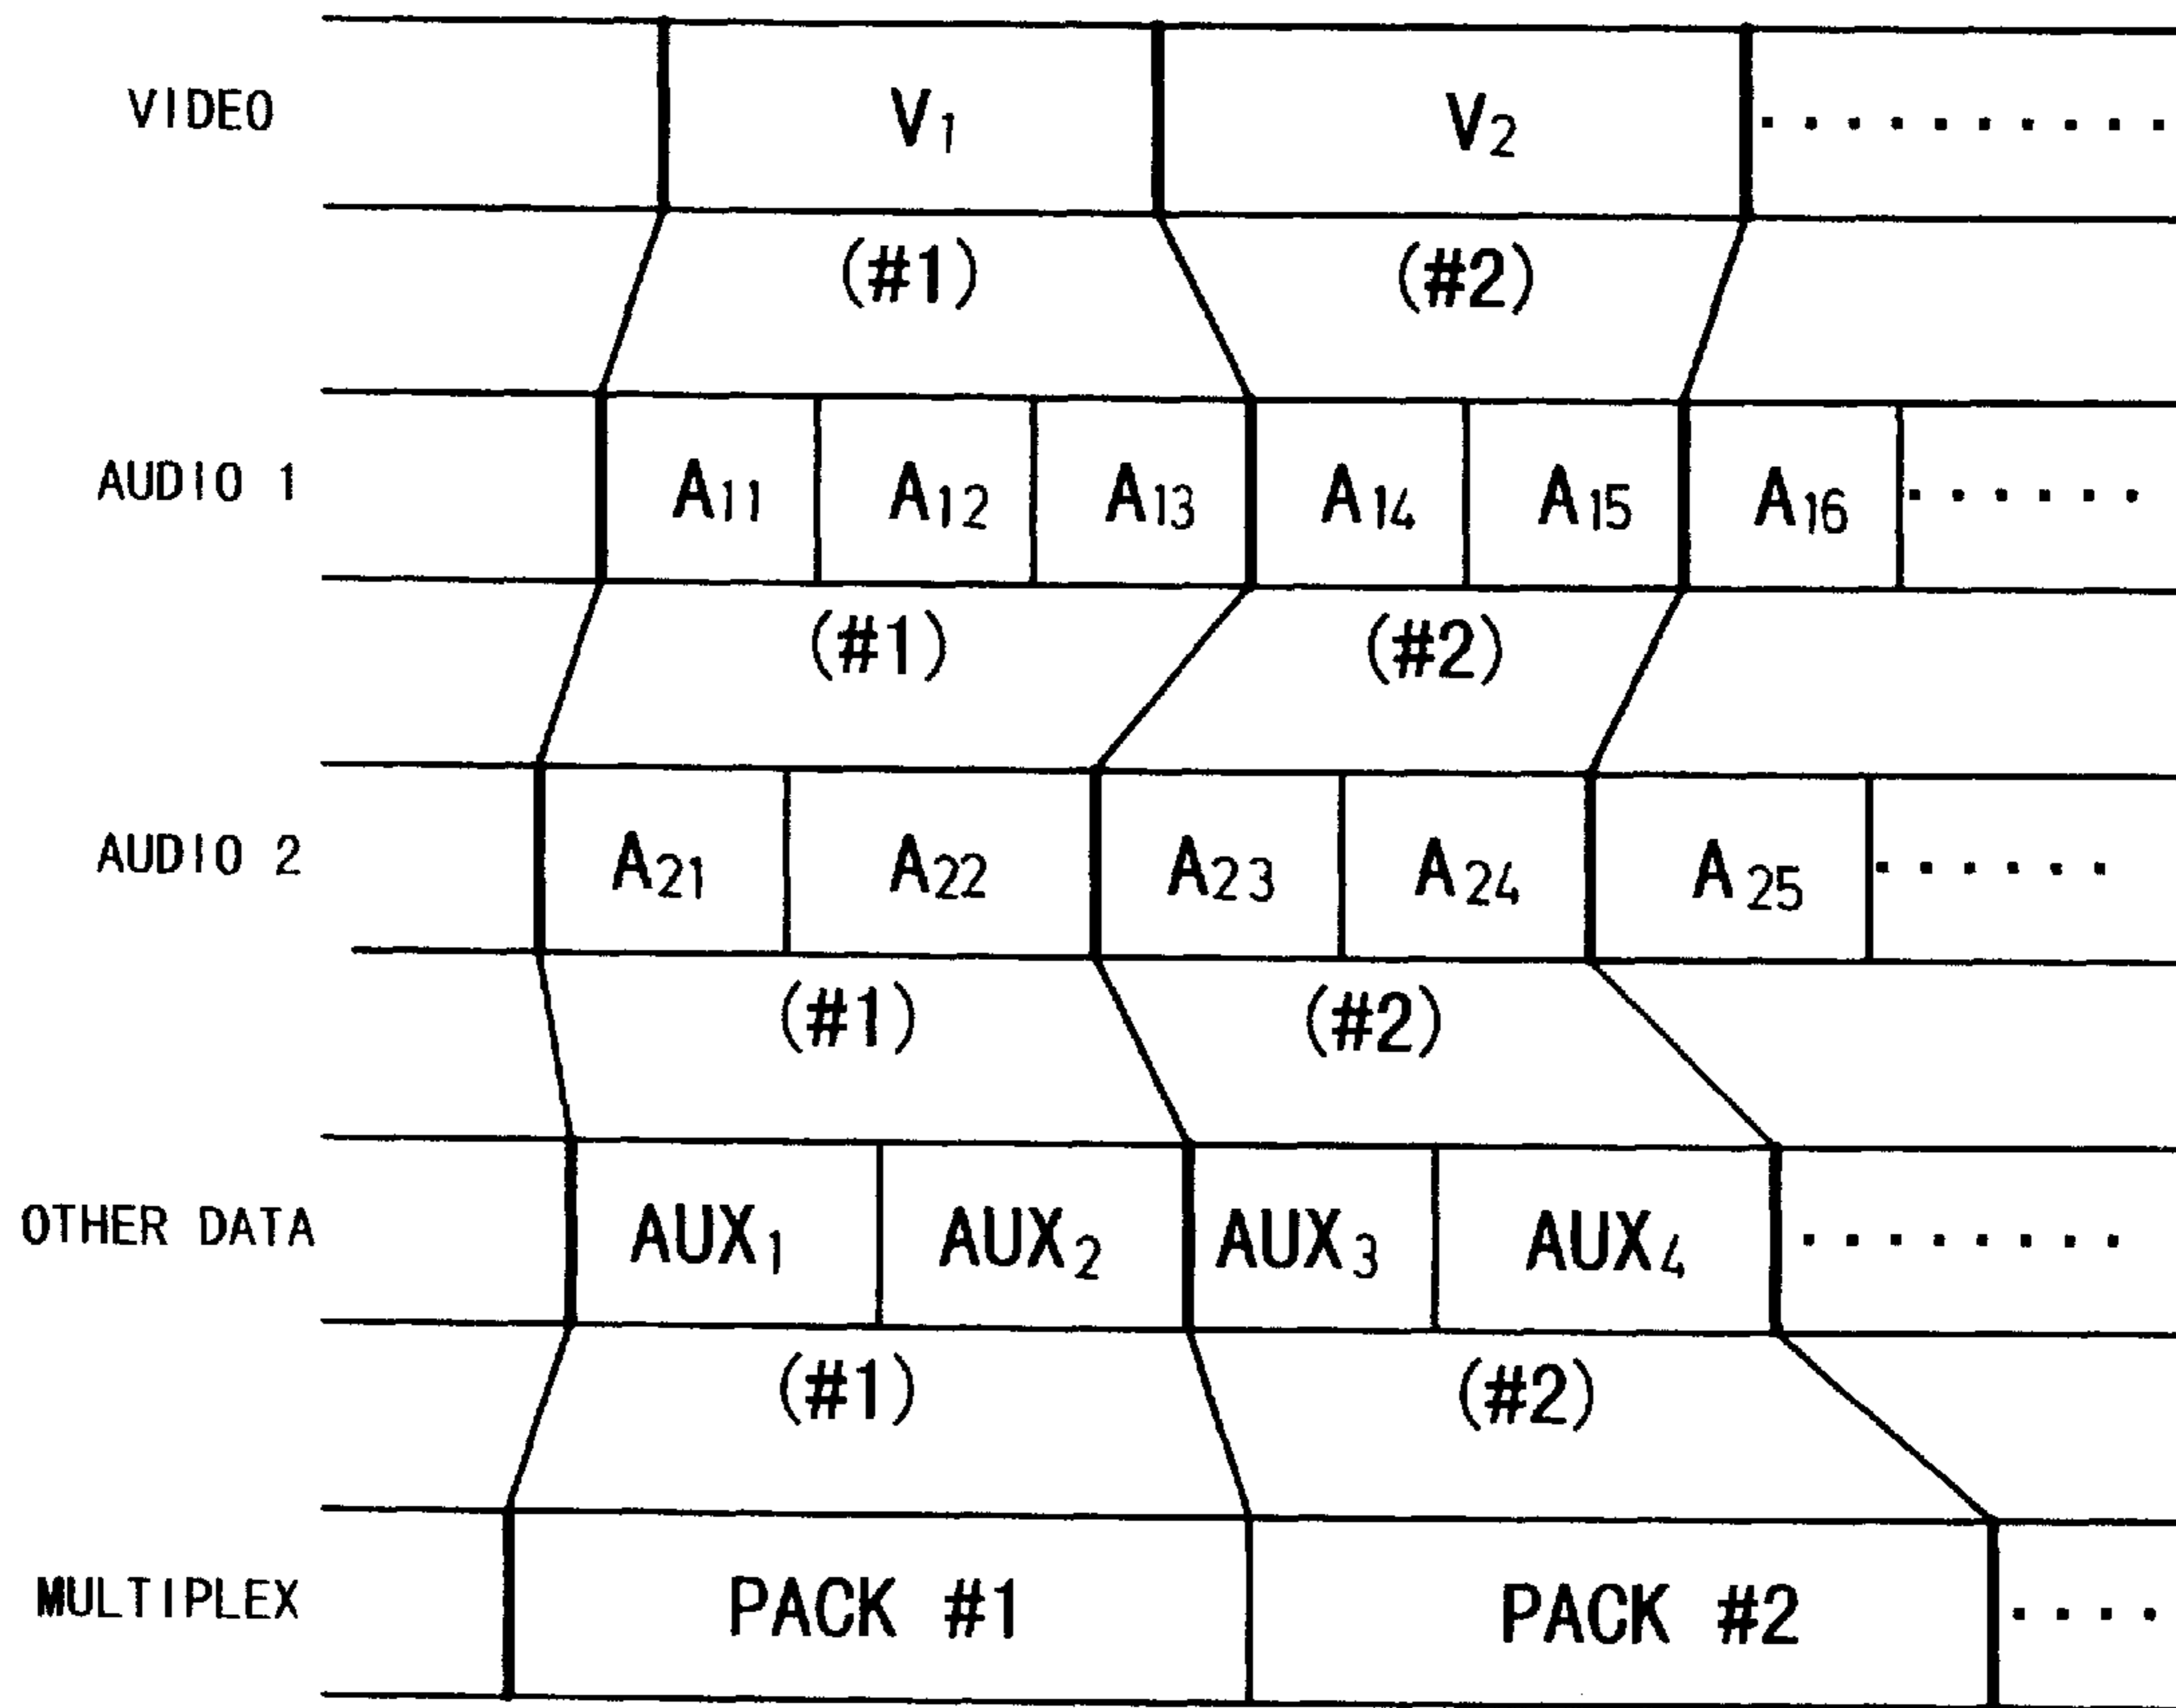 VIDEO V₁ V₂ ..........
(#1) (#2)
AUDIO 1 A₁₁ A₁₂ A₁₃ A₁₄ A₁₅ A₁₆ ......
(#1) (#2)
AUDIO 2 A₂₁ A₂₂ A₂₃ A₂₄ A₂₅ ......
(#1) (#2)
OTHER DATA AUX₁ AUX₂ AUX₃ AUX₄ ........
(#1) (#2)
MULTIPLEX PACK #1 PACK #2 ....